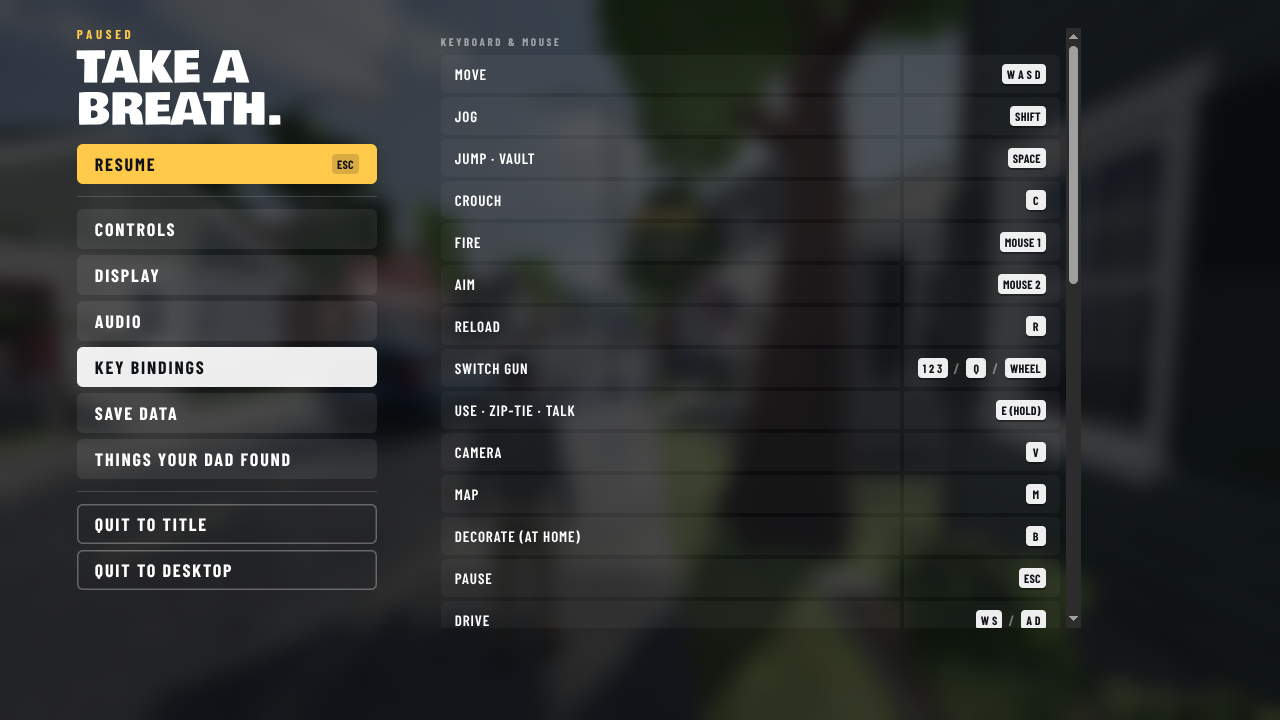 PAUSED
TAKE A
BREATH.
RESUME ESC
CONTROLS
DISPLAY
AUDIO
KEY BINDINGS
SAVE DATA
THINGS YOUR DAD FOUND
QUIT TO TITLE
QUIT TO DESKTOP
KEYBOARD & MOUSE
MOVE W A S D
JOG SHIFT
JUMP · VAULT SPACE
CROUCH C
FIRE MOUSE 1
AIM MOUSE 2
RELOAD R
SWITCH GUN 1 2 3 / Q / WHEEL
USE · ZIP-TIE · TALK E (HOLD)
CAMERA V
MAP M
DECORATE (AT HOME) B
PAUSE ESC
DRIVE W S / A D